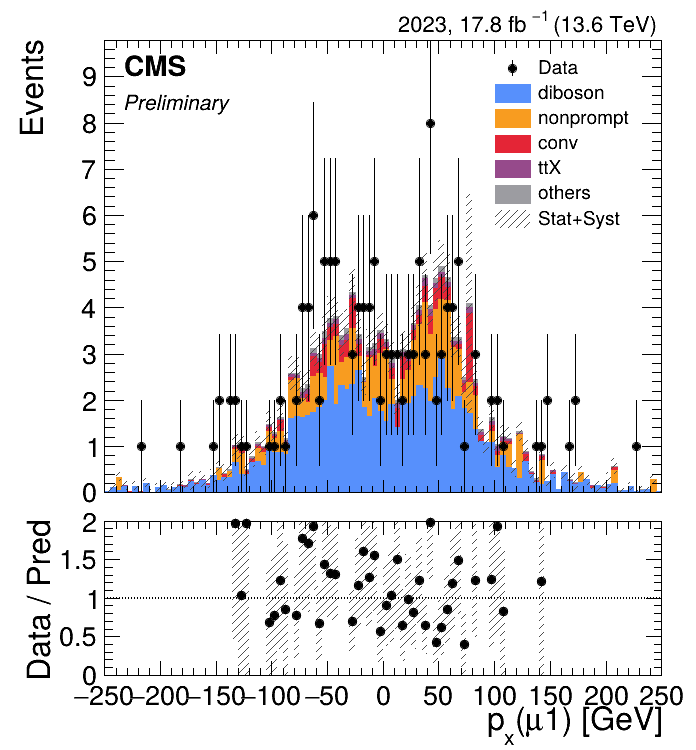 2023, 17.8 fb⁻¹ (13.6 TeV)
CMS
Preliminary
Events
9
8
7
6
5
4
3
2
1
0
Data
diboson
nonprompt
conv
ttX
others
Stat+Syst
Data / Pred
2
1.5
1
0.5
0
−250 −200 −150 −100 −50 0 50 100 150 200 250
pₓ(μ1) [GeV]